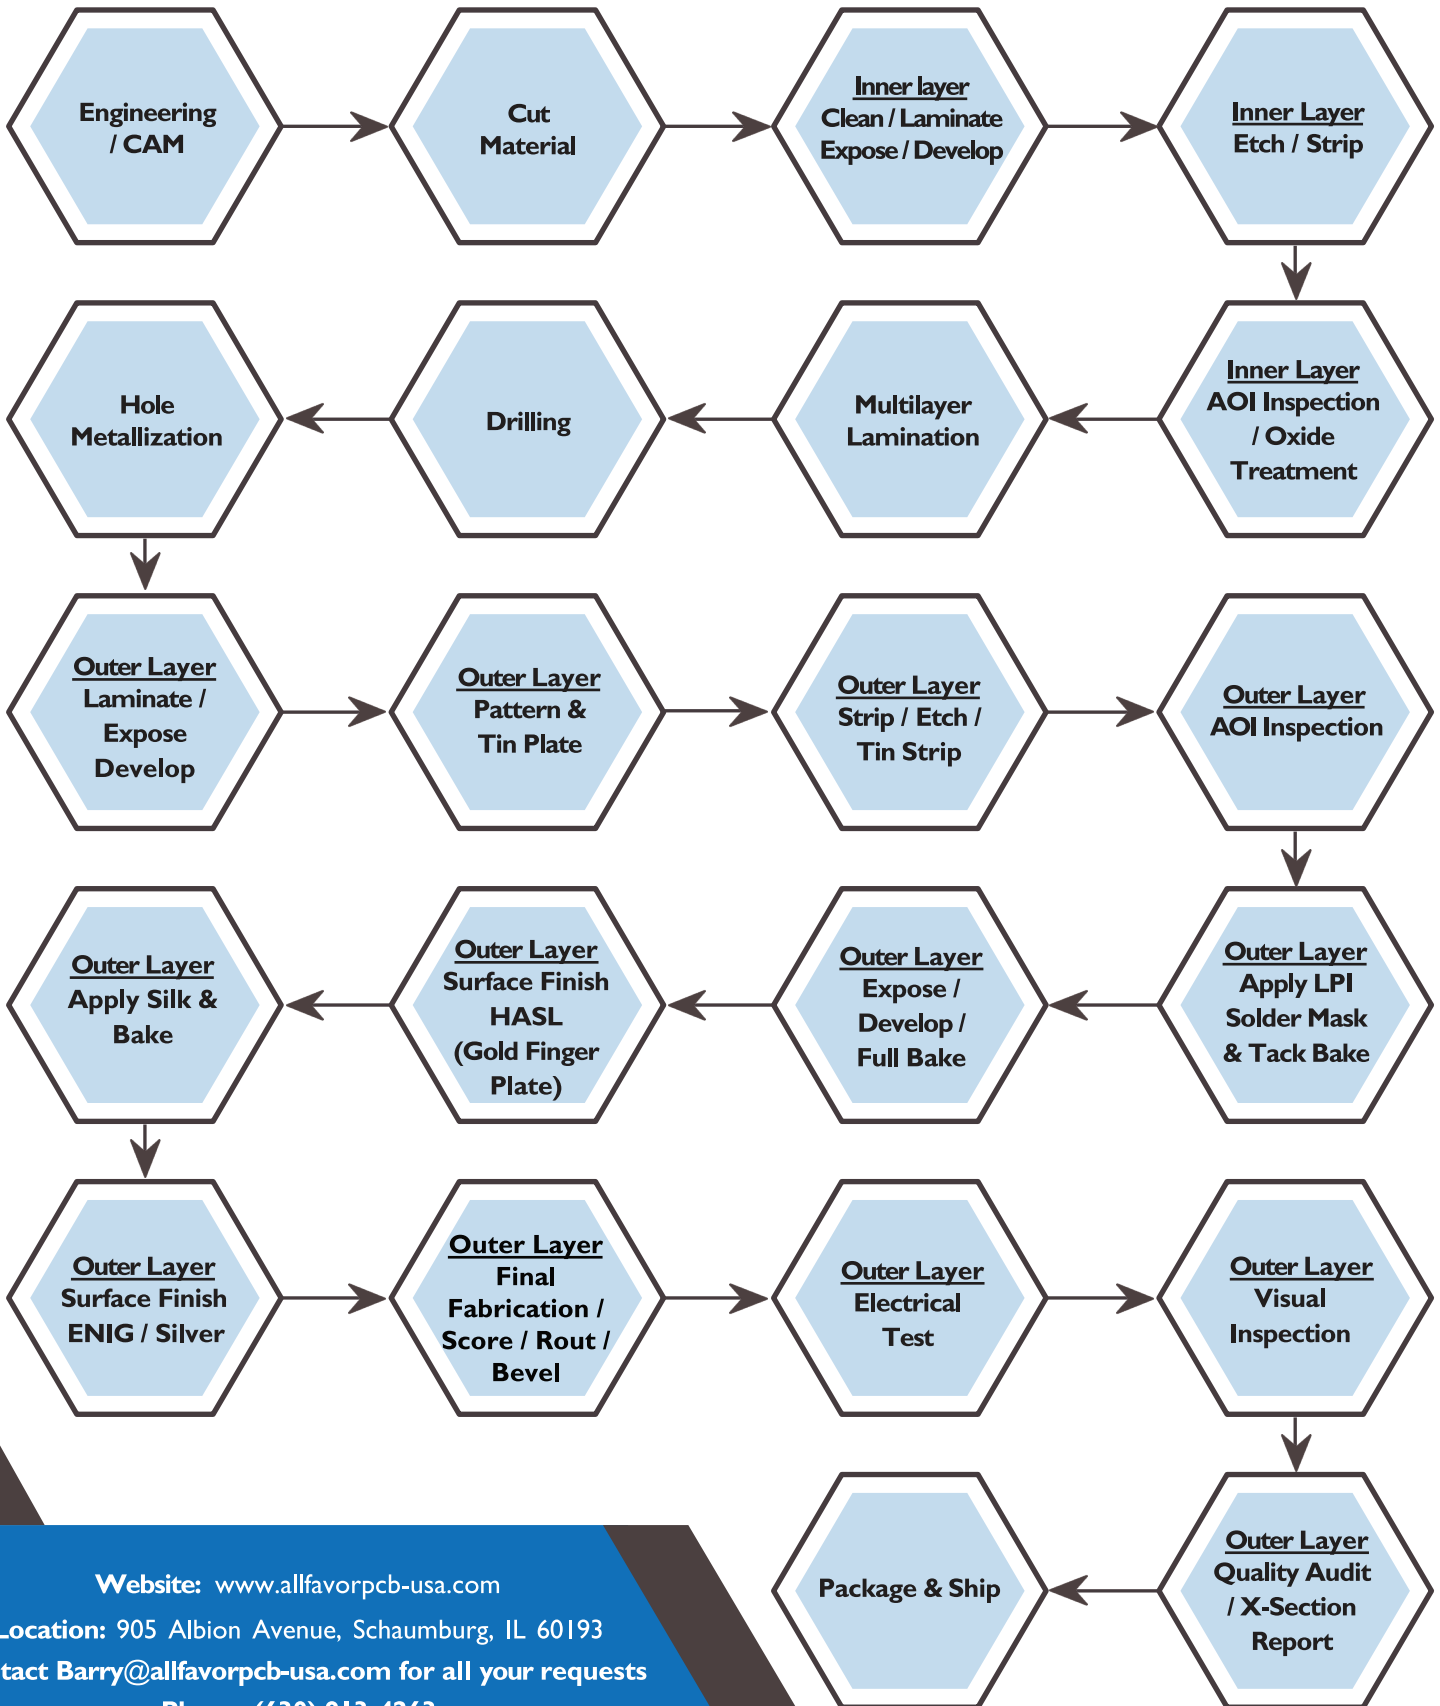 Engineering
/ CAM
Cut
Material
Inner layer
Clean / Laminate
Expose / Develop
Inner Layer
Etch / Strip
Inner Layer
AOI Inspection
/ Oxide
Treatment
Multilayer
Lamination
Drilling
Hole
Metallization
Outer Layer
Laminate /
Expose
Develop
Outer Layer
Pattern &
Tin Plate
Outer Layer
Strip / Etch /
Tin Strip
Outer Layer
AOI Inspection
Outer Layer
Apply LPI
Solder Mask
& Tack Bake
Outer Layer
Expose /
Develop /
Full Bake
Outer Layer
Surface Finish
HASL
(Gold Finger
Plate)
Outer Layer
Apply Silk &
Bake
Outer Layer
Surface Finish
ENIG / Silver
Outer Layer
Final
Fabrication /
Score / Rout /
Bevel
Outer Layer
Electrical
Test
Outer Layer
Visual
Inspection
Outer Layer
Quality Audit
/ X-Section
Report
Package & Ship
Website: www.allfavorpcb-usa.com
Location: 905 Albion Avenue, Schaumburg, IL 60193
tact Barry@allfavorpcb-usa.com for all your requests